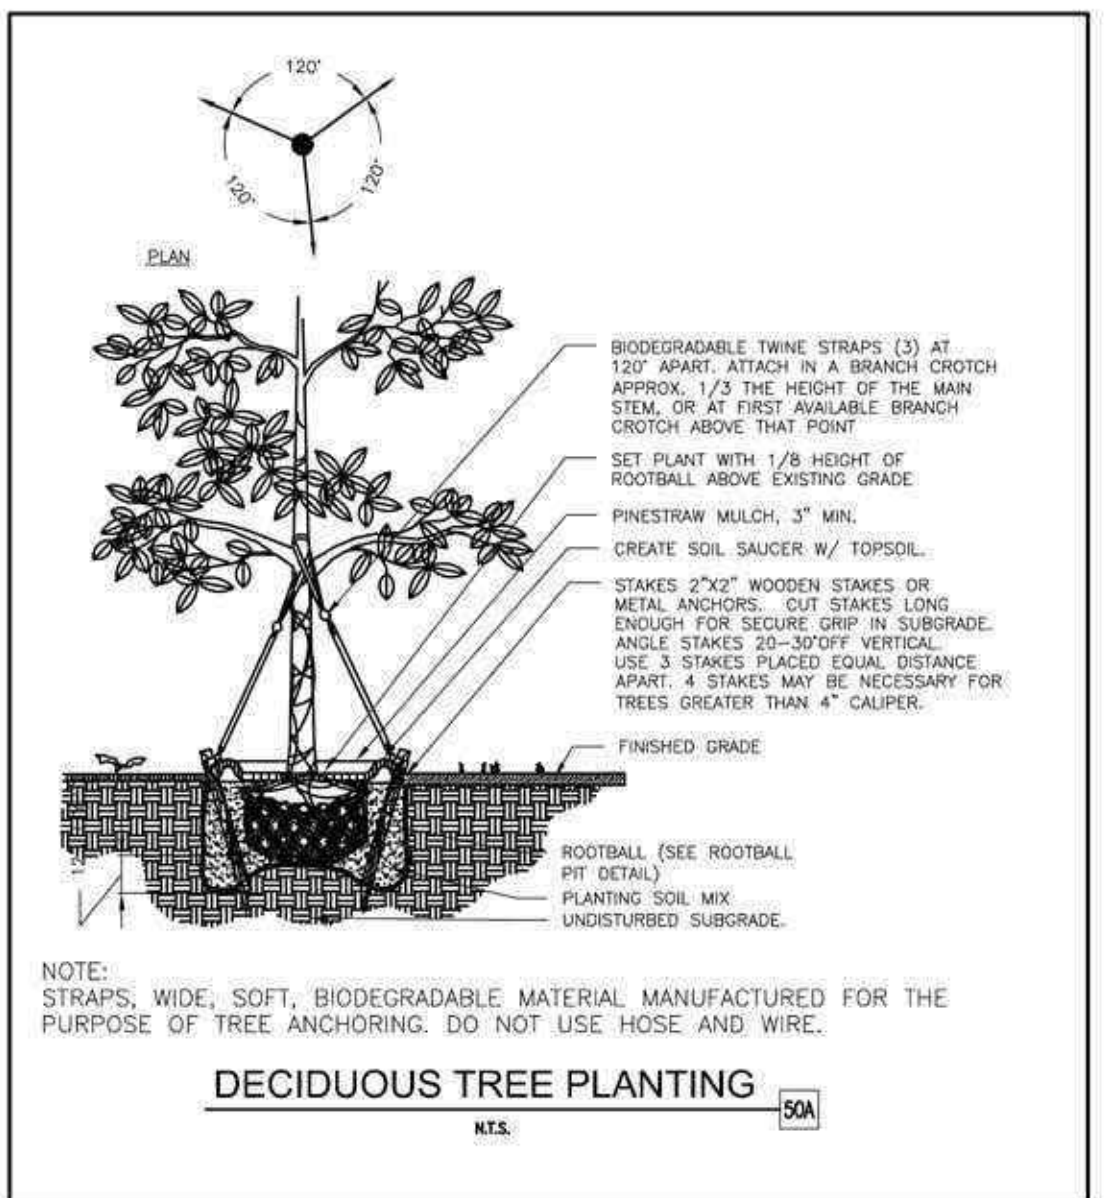 120°
120°
120°
PLAN
BIODEGRADABLE TWINE STRAPS (3) AT
120° APART. ATTACH IN A BRANCH CROTCH
APPROX. 1/3 THE HEIGHT OF THE MAIN
STEM, OR AT FIRST AVAILABLE BRANCH
CROTCH ABOVE THAT POINT
SET PLANT WITH 1/8 HEIGHT OF
ROOTBALL ABOVE EXISTING GRADE
PINESTRAW MULCH, 3" MIN.
CREATE SOIL SAUCER W/ TOPSOIL.
STAKES 2"X2" WOODEN STAKES OR
METAL ANCHORS. CUT STAKES LONG
ENOUGH FOR SECURE GRIP IN SUBGRADE.
ANGLE STAKES 20-30°OFF VERTICAL.
USE 3 STAKES PLACED EQUAL DISTANCE
APART. 4 STAKES MAY BE NECESSARY FOR
TREES GREATER THAN 4" CALIPER.
FINISHED GRADE
ROOTBALL (SEE ROOTBALL
PIT DETAIL)
PLANTING SOIL MIX
UNDISTURBED SUBGRADE.
NOTE:
STRAPS, WIDE, SOFT, BIODEGRADABLE MATERIAL MANUFACTURED FOR THE
PURPOSE OF TREE ANCHORING. DO NOT USE HOSE AND WIRE.
DECIDUOUS TREE PLANTING
50A
N.T.S.